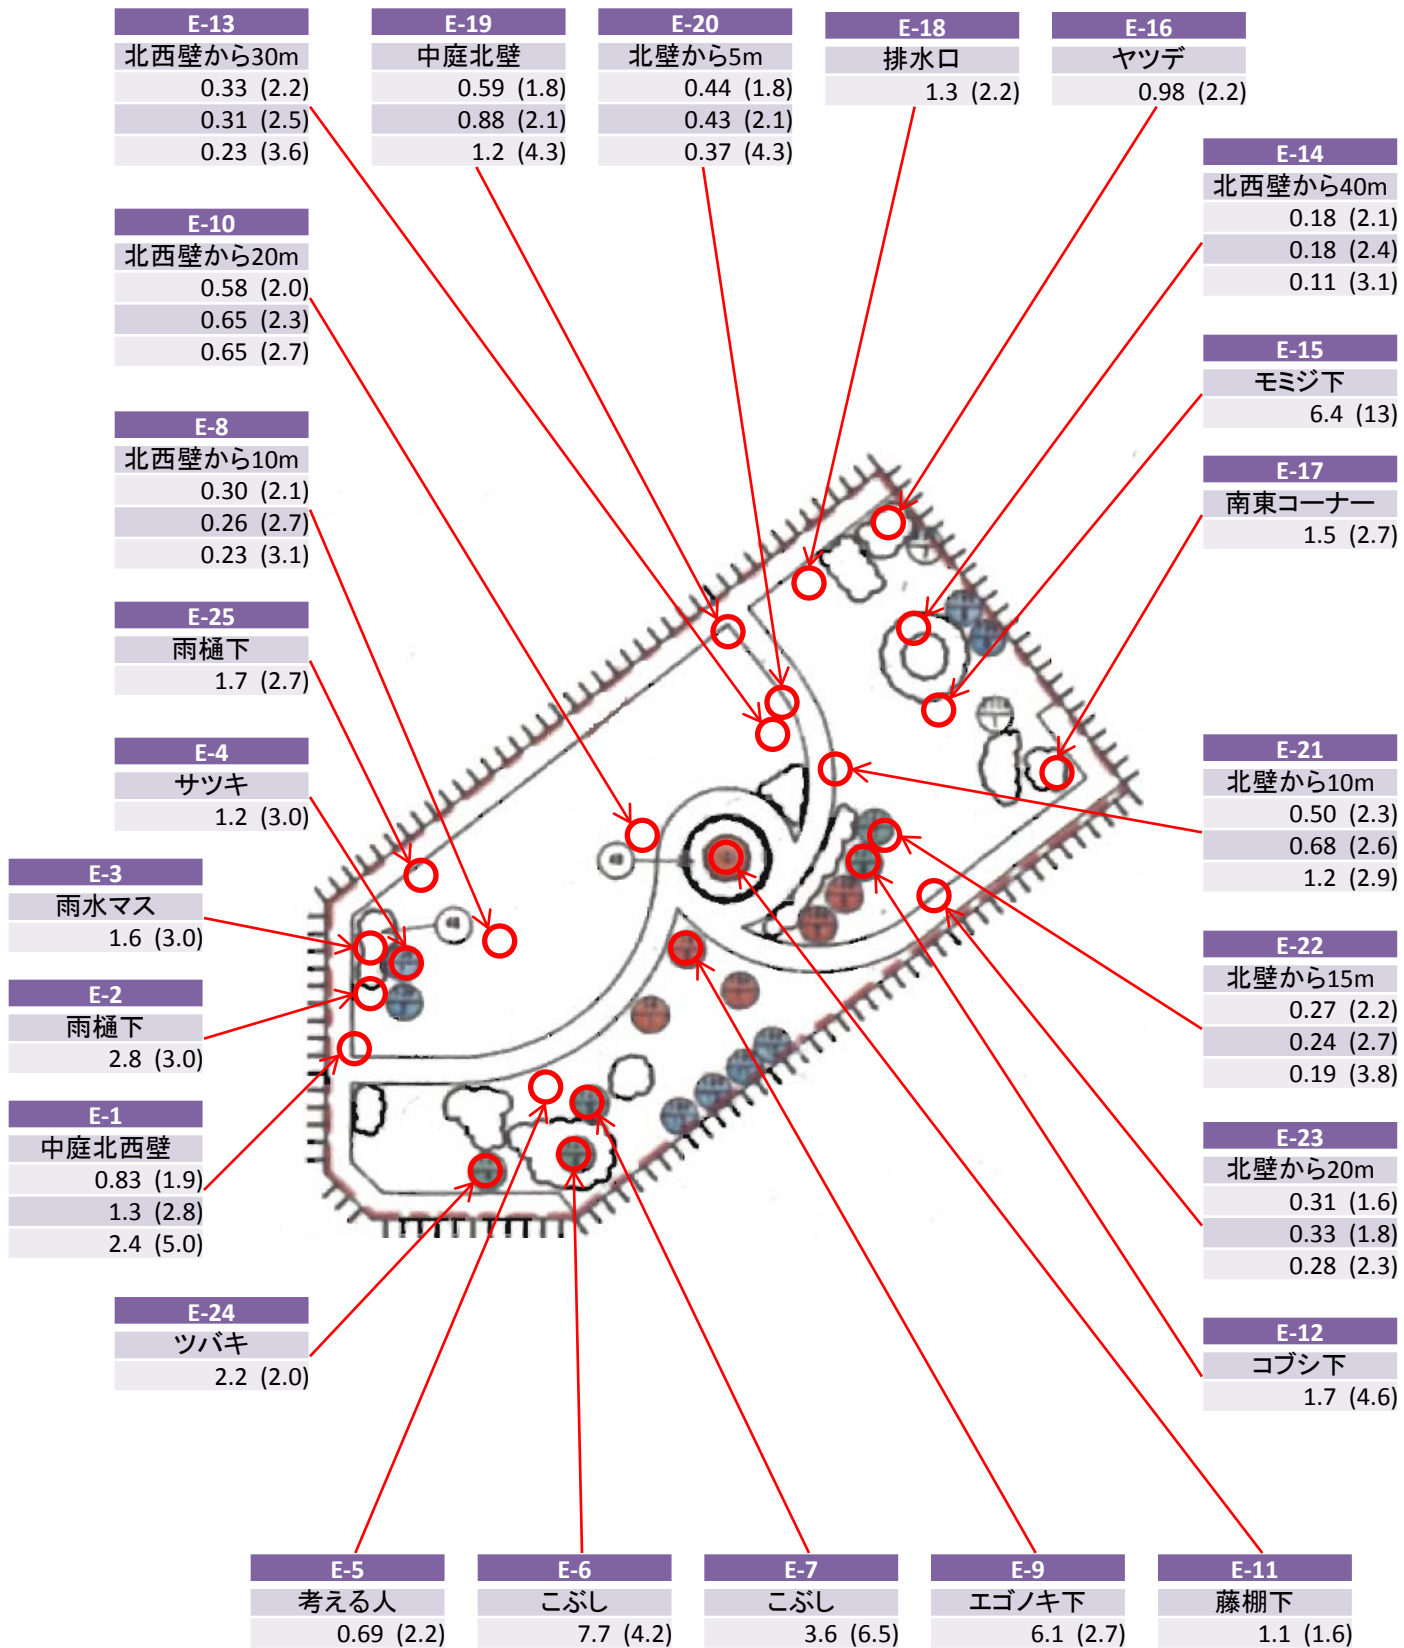 E-13
北西壁から30m
0.33 (2.2)
0.31 (2.5)
0.23 (3.6)
E-19
中庭北壁
0.59 (1.8)
0.88 (2.1)
1.2 (4.3)
E-20
北壁から5m
0.44 (1.8)
0.43 (2.1)
0.37 (4.3)
E-18
排水口
1.3 (2.2)
E-16
ヤツデ
0.98 (2.2)
E-14
北西壁から40m
0.18 (2.1)
0.18 (2.4)
0.11 (3.1)
E-10
北西壁から20m
0.58 (2.0)
0.65 (2.3)
0.65 (2.7)
E-15
モミジ下
6.4 (13)
E-8
北西壁から10m
0.30 (2.1)
0.26 (2.7)
0.23 (3.1)
E-17
南東コーナー
1.5 (2.7)
E-25
雨樋下
1.7 (2.7)
E-4
サツキ
1.2 (3.0)
E-21
北壁から10m
0.50 (2.3)
0.68 (2.6)
1.2 (2.9)
E-3
雨水マス
1.6 (3.0)
E-22
北壁から15m
0.27 (2.2)
0.24 (2.7)
0.19 (3.8)
E-2
雨樋下
2.8 (3.0)
E-1
中庭北西壁
0.83 (1.9)
1.3 (2.8)
2.4 (5.0)
E-23
北壁から20m
0.31 (1.6)
0.33 (1.8)
0.28 (2.3)
E-24
ツバキ
2.2 (2.0)
E-12
コブシ下
1.7 (4.6)
E-5
考える人
0.69 (2.2)
E-6
こぶし
7.7 (4.2)
E-7
こぶし
3.6 (6.5)
E-9
エゴノキ下
6.1 (2.7)
E-11
藤棚下
1.1 (1.6)